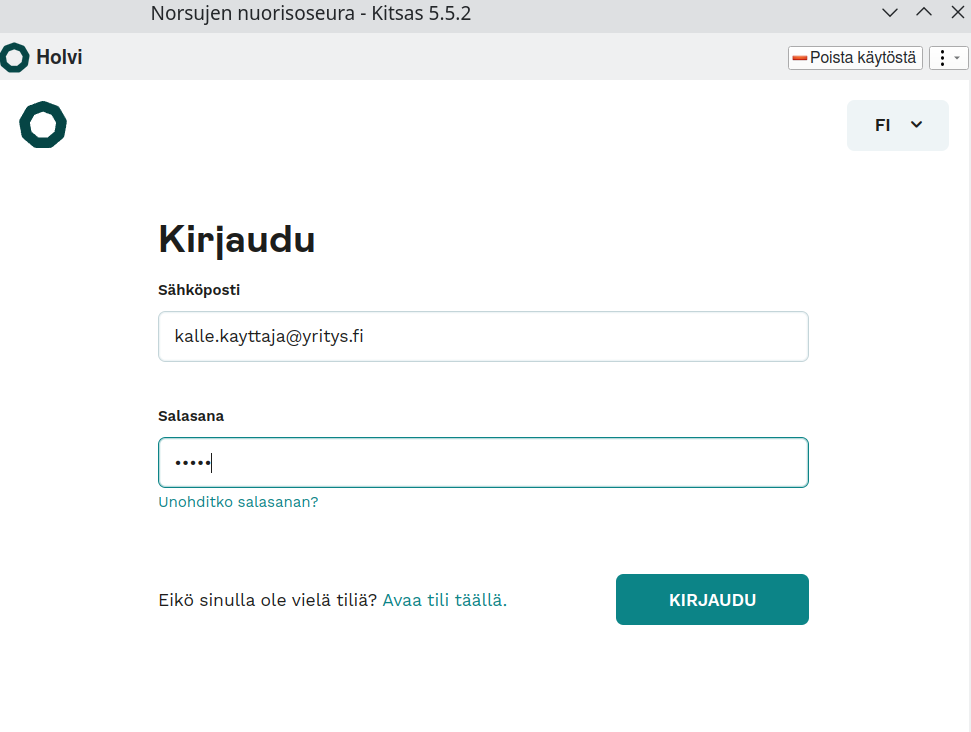 Norsujen nuorisoseura - Kitsas 5.5.2
Holvi
Poista käytöstä
FI
Kirjaudu
Sähköposti
kalle.kayttaja@yritys.fi
Salasana
•••••
Unohditko salasanan?
Eikö sinulla ole vielä tiliä? Avaa tili täällä.
KIRJAUDU